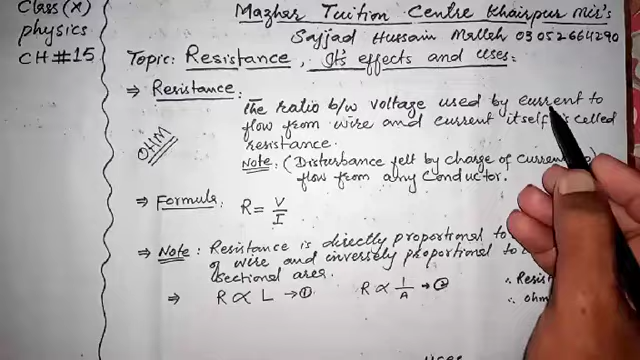 Class (X)
physics
CH # 15
Mazhar Tuition Centre Khairpur Mir's
Sajjad Hussain Mallah 03052664290
Topic: Resistance, It's effects and uses:
⇒ Resistance:
The ratio b/w voltage used by current to
flow from wire and current itself is called
resistance.
OHM
Note: (Disturbance felt by charge of current
flow from any Conductor.
⇒ Formula: R = V/I
⇒ Note: Resistance is directly proportional to
of wire and inversely proportional to
sectional area.
⇒ R ∝ L → ① R ∝ 1/A → ②
∴ Resist
∴ ohm